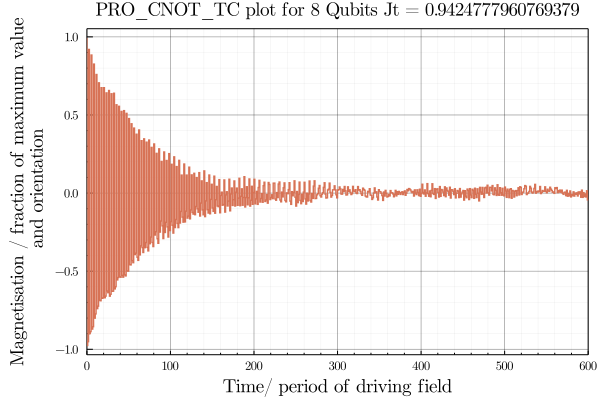 PRO_CNOT_TC plot for 8 Qubits Jt = 0.9424777960769379
Magnetisation / fraction of maximum value
and orientation
1.0
0.5
0.0
−0.5
−1.0
0 100 200 300 400 500 600
Time/ period of driving field